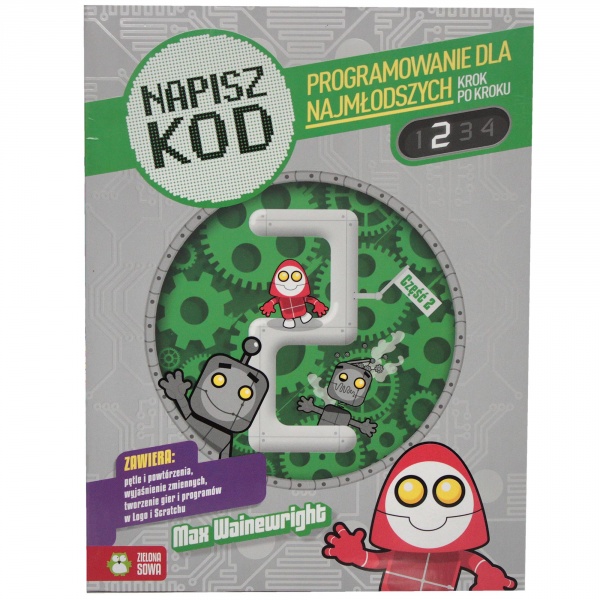 NAPISZ
KOD
PROGRAMOWANIE DLA
NAJMŁODSZYCH KROK
PO KROKU
1 2 3 4
2
Część 2
ZAWIERA:
pętle i powtórzenia,
wyjaśnienie zmiennych,
tworzenie gier i programów
w Logo i Scratchu
Max Wainewright
ZIELONA
SOWA